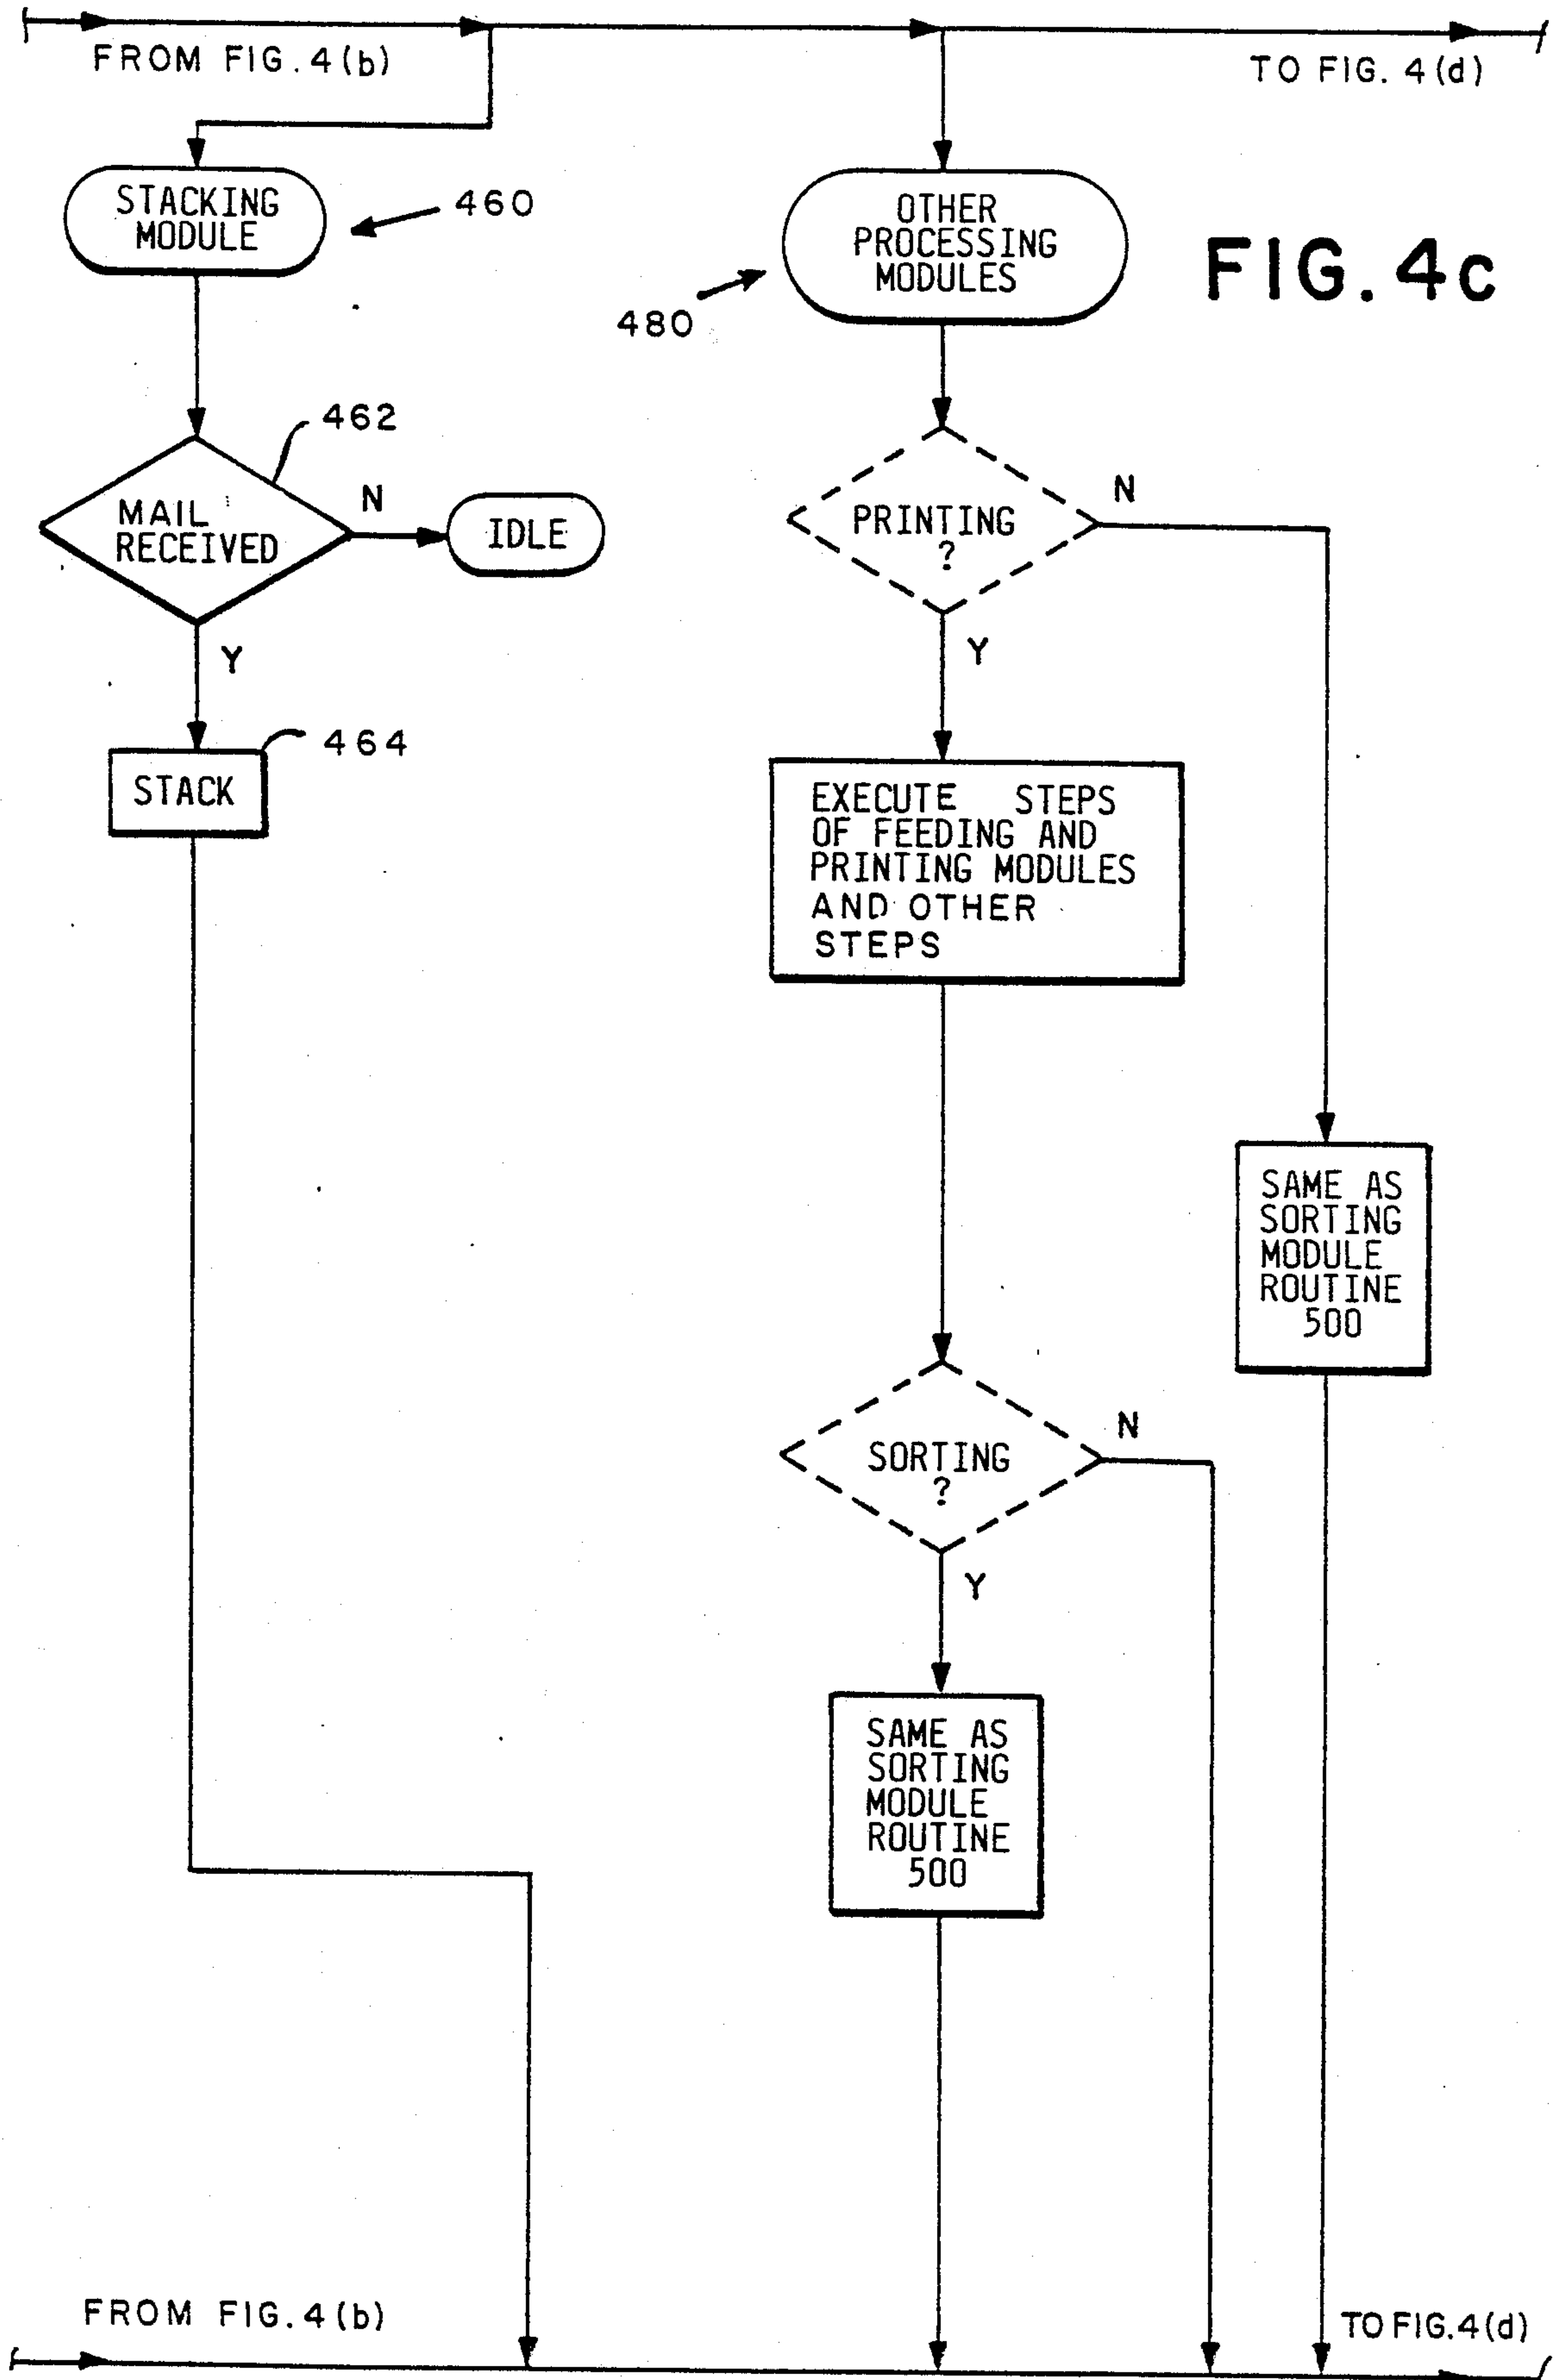 FROM FIG. 4(b)
TO FIG. 4(d)
STACKING
MODULE
460
OTHER
PROCESSING
MODULES
480
FIG. 4c
462
MAIL
RECEIVED
N
IDLE
Y
PRINTING
?
N
Y
464
STACK
EXECUTE STEPS
OF FEEDING AND
PRINTING MODULES
AND OTHER
STEPS
SAME AS
SORTING
MODULE
ROUTINE
500
SORTING
?
N
Y
SAME AS
SORTING
MODULE
ROUTINE
500
FROM FIG. 4(b)
TO FIG. 4(d)